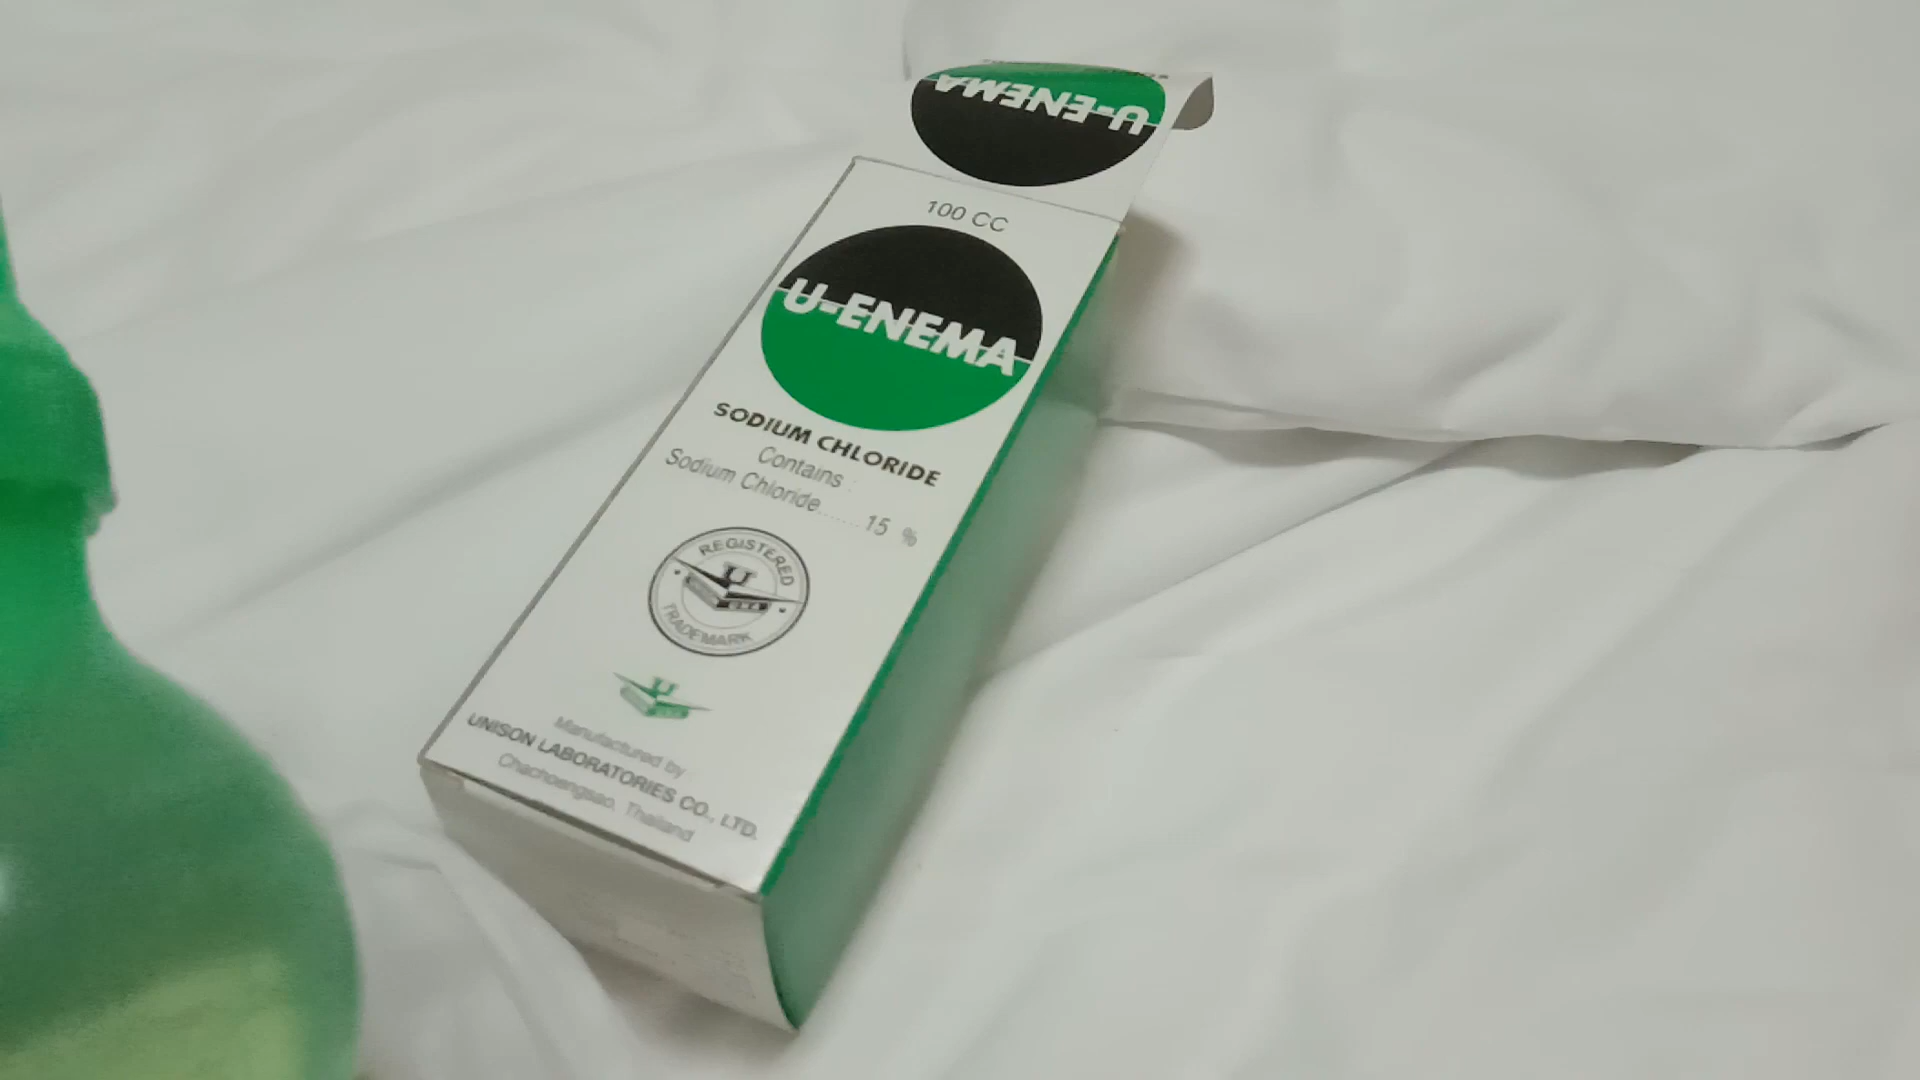 U-ENEMA
100 CC
U-ENEMA
SODIUM CHLORIDE
Contains :
Sodium Chloride.......15 %
REGISTERED
U
TRADEMARK
U
Manufactured by
UNISON LABORATORIES CO., LTD.
Chachoengsao, Thailand